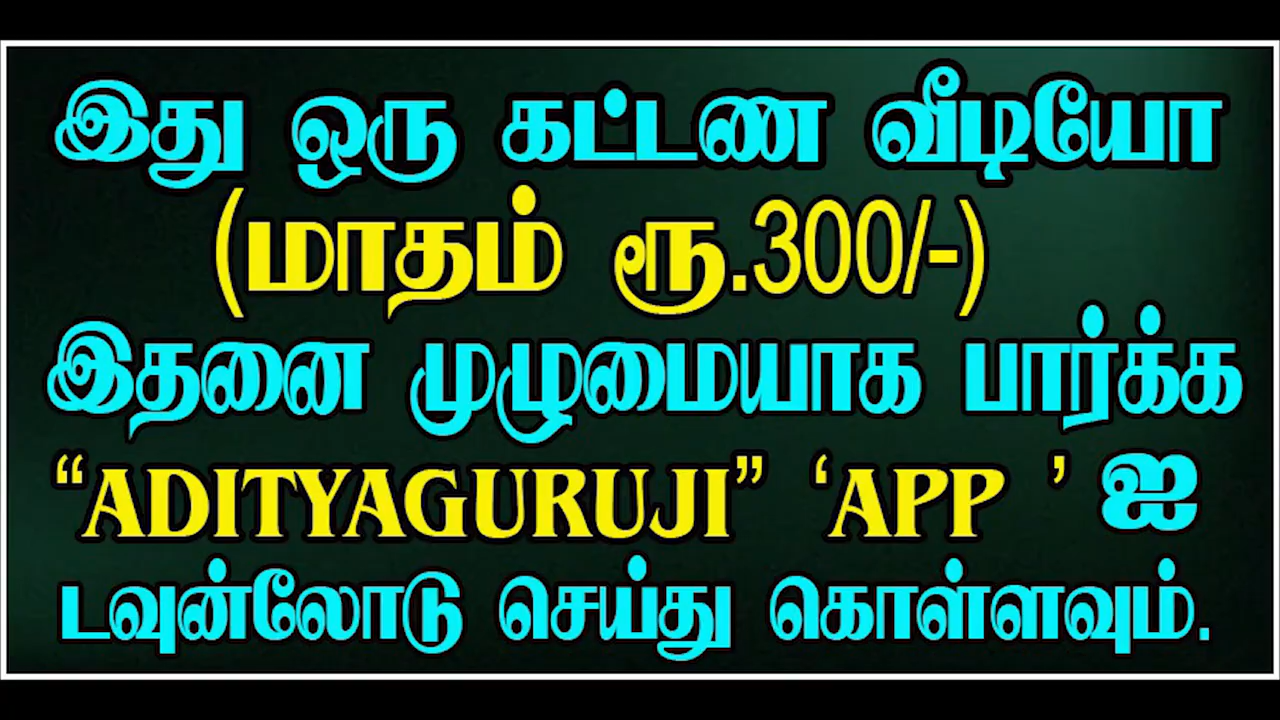 இது ஒரு கட்டண வீடியோ
(மாதம் ரூ.300/-)
இதனை முழுமையாக பார்க்க
“ADITYAGURUJI” ‘APP ’ ஐ
டவுன்லோடு செய்து கொள்ளவும்.